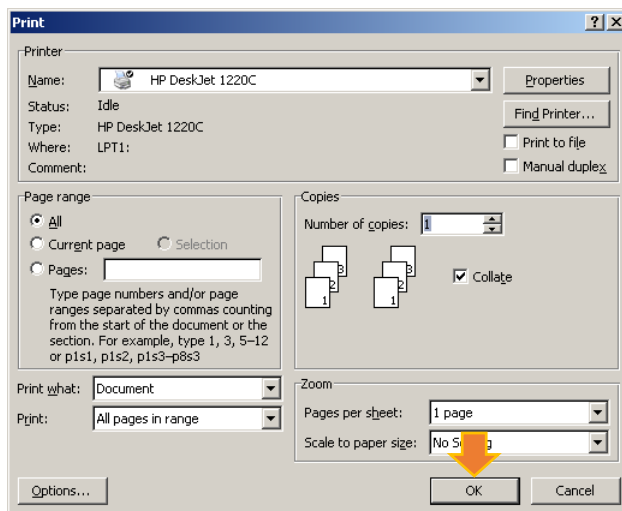 Print
Printer
Name: HP DeskJet 1220C Properties
Status: Idle
Find Printer...
Type: HP DeskJet 1220C
Where: LPT1: Print to file
Comment: Manual duplex
Page range
All
Current page Selection
Pages:
Type page numbers and/or page
ranges separated by commas counting
from the start of the document or the
section. For example, type 1, 3, 5–12
or p1s1, p1s2, p1s3–p8s3
Copies
Number of copies: 1
3 3
2 2
1 1
Collate
Print what: Document
Print: All pages in range
Zoom
Pages per sheet: 1 page
Scale to paper size: No
Options... OK Cancel